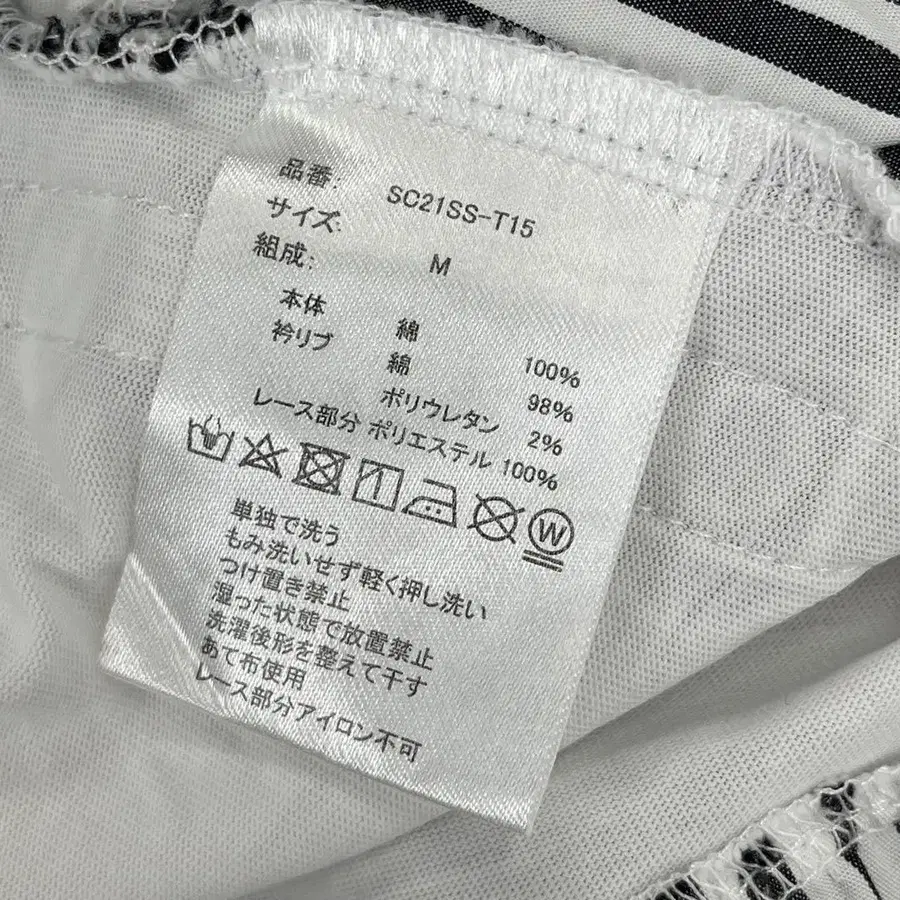 品番: SC21SS-T15
サイズ: M
組成:
本体 綿 100%
衿リブ 綿 98%
ポリウレタン 2%
レース部分 ポリエステル 100%
W
単独で洗う
もみ洗いせず軽く押し洗い
つけ置き禁止
湿った状態で放置禁止
洗濯後形を整えて干す
あて布使用
レース部分アイロン不可